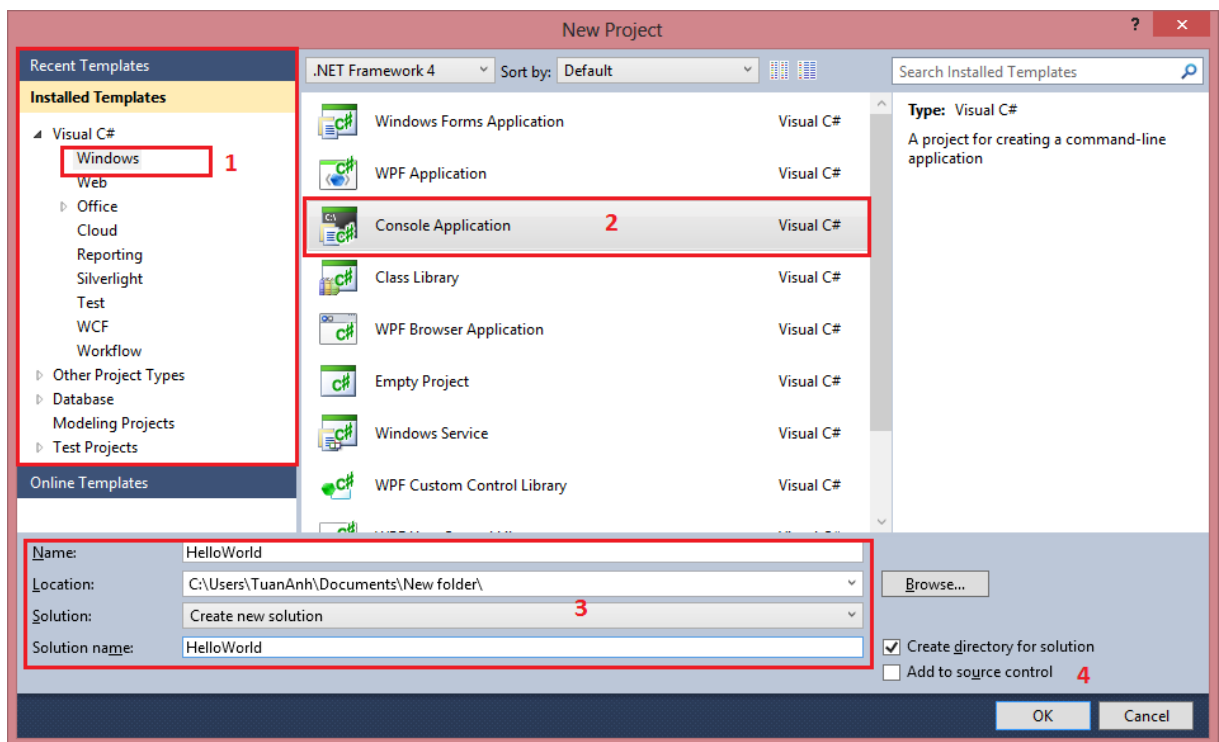 New Project
?
Recent Templates
Installed Templates
Visual C#
Windows
1
Web
Office
Cloud
Reporting
Silverlight
Test
WCF
Workflow
Other Project Types
Database
Modeling Projects
Test Projects
Online Templates
.NET Framework 4
Sort by:
Default
Windows Forms Application Visual C#
WPF Application Visual C#
Console Application 2 Visual C#
Class Library Visual C#
WPF Browser Application Visual C#
Empty Project Visual C#
Windows Service Visual C#
WPF Custom Control Library Visual C#
Search Installed Templates
Type: Visual C#
A project for creating a command-line
application
Name: HelloWorld
Location: C:\Users\TuanAnh\Documents\New folder\
Browse...
Solution: Create new solution
3
Solution name: HelloWorld
Create directory for solution
Add to source control
4
OK
Cancel